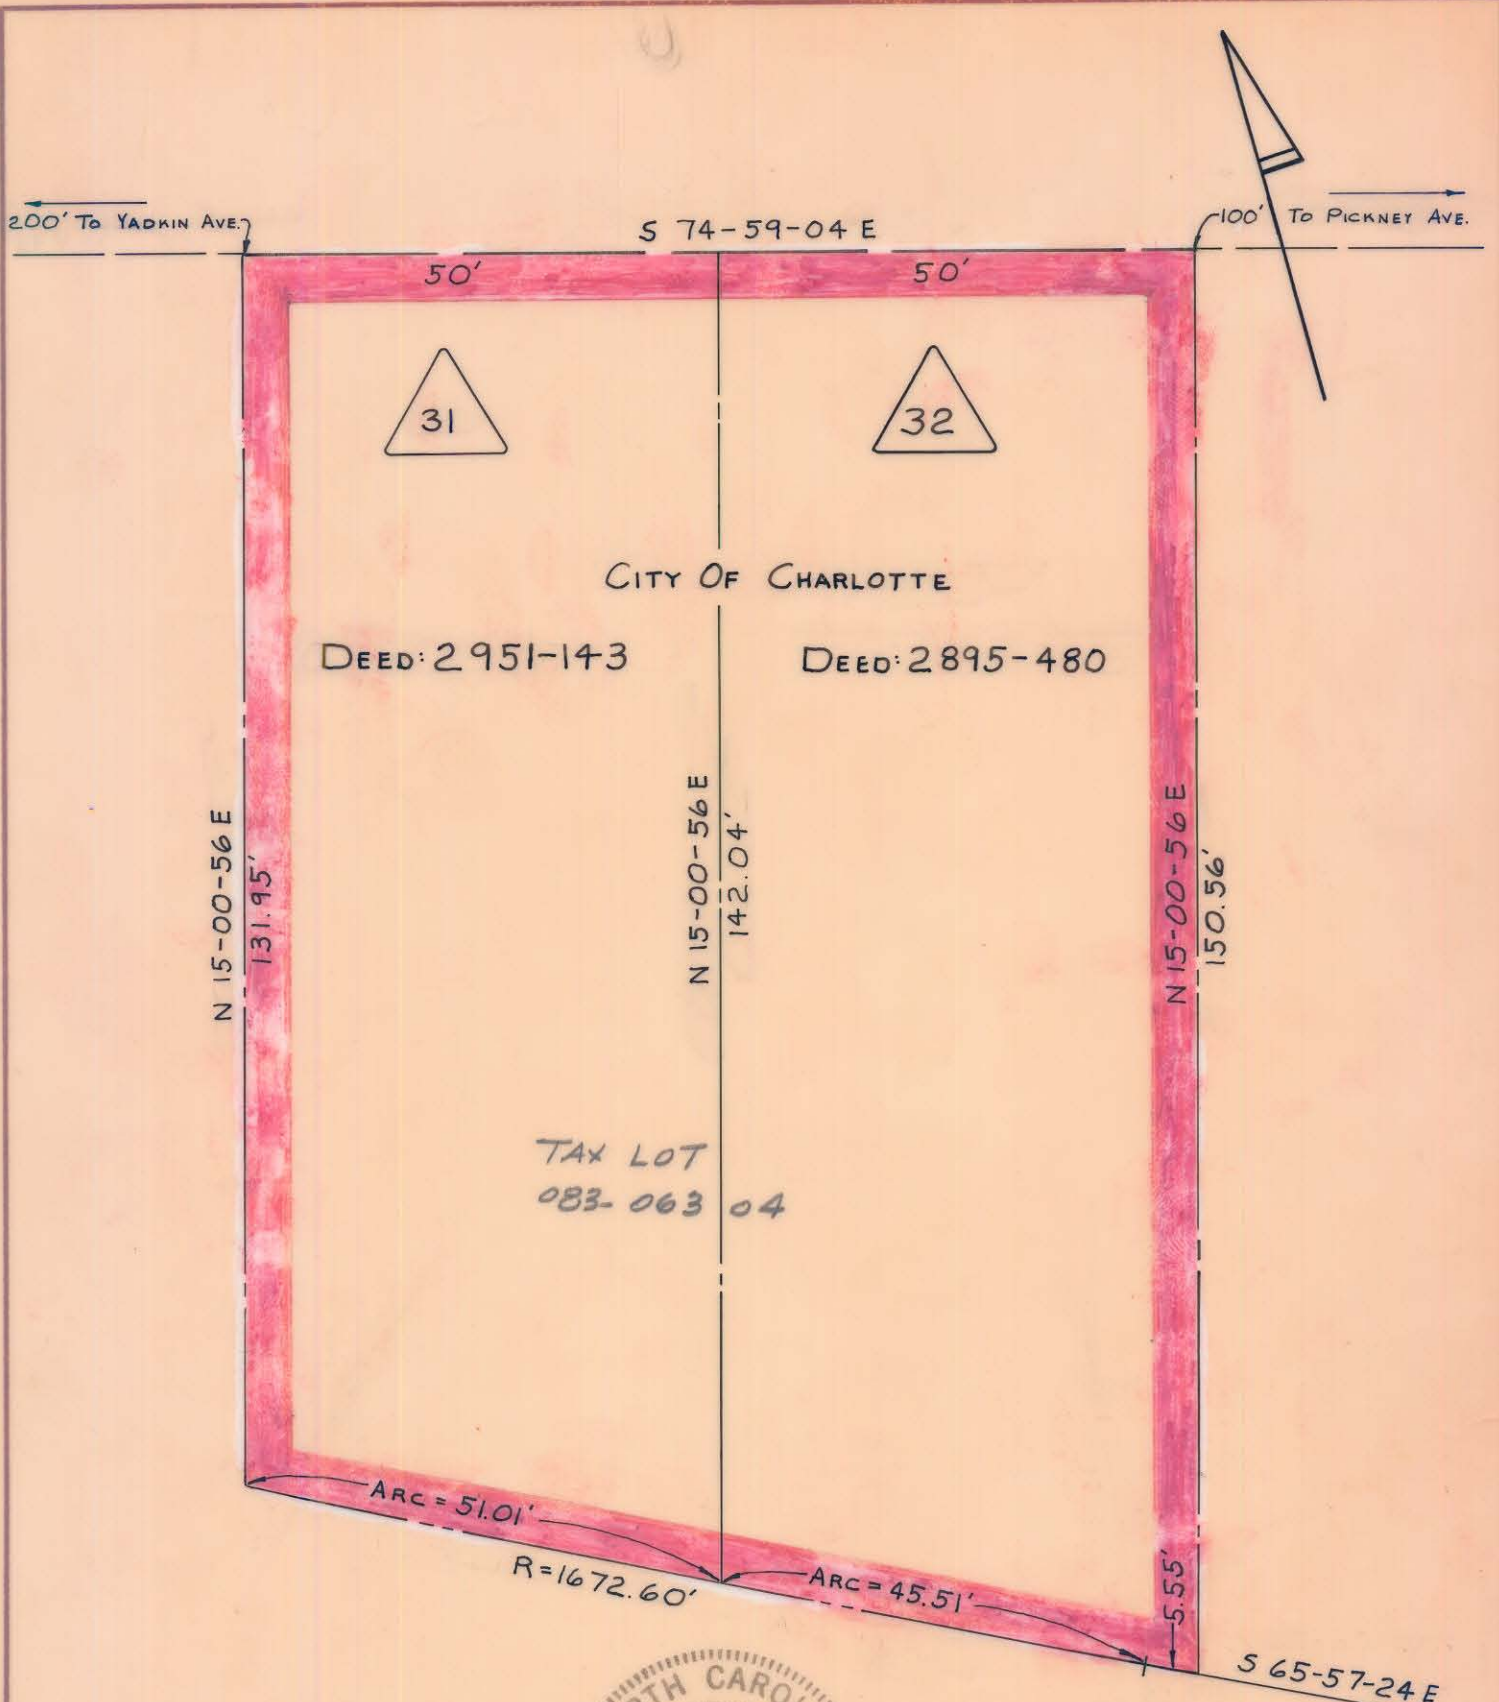 200' To YADKIN AVE.
S 74-59-04 E
100' To PICKNEY AVE.
50'
50'
31
32
CITY OF CHARLOTTE
DEED: 2951-143
DEED: 2895-480
N 15-00-56 E
131.95'
N 15-00-56 E
142.04'
N 15-00-56 E
150.56'
TAX LOT
083-063 04
ARC = 51.01'
R=1672.60'
ARC = 45.51'
5.55'
S 65-57-24 E
TH CARO